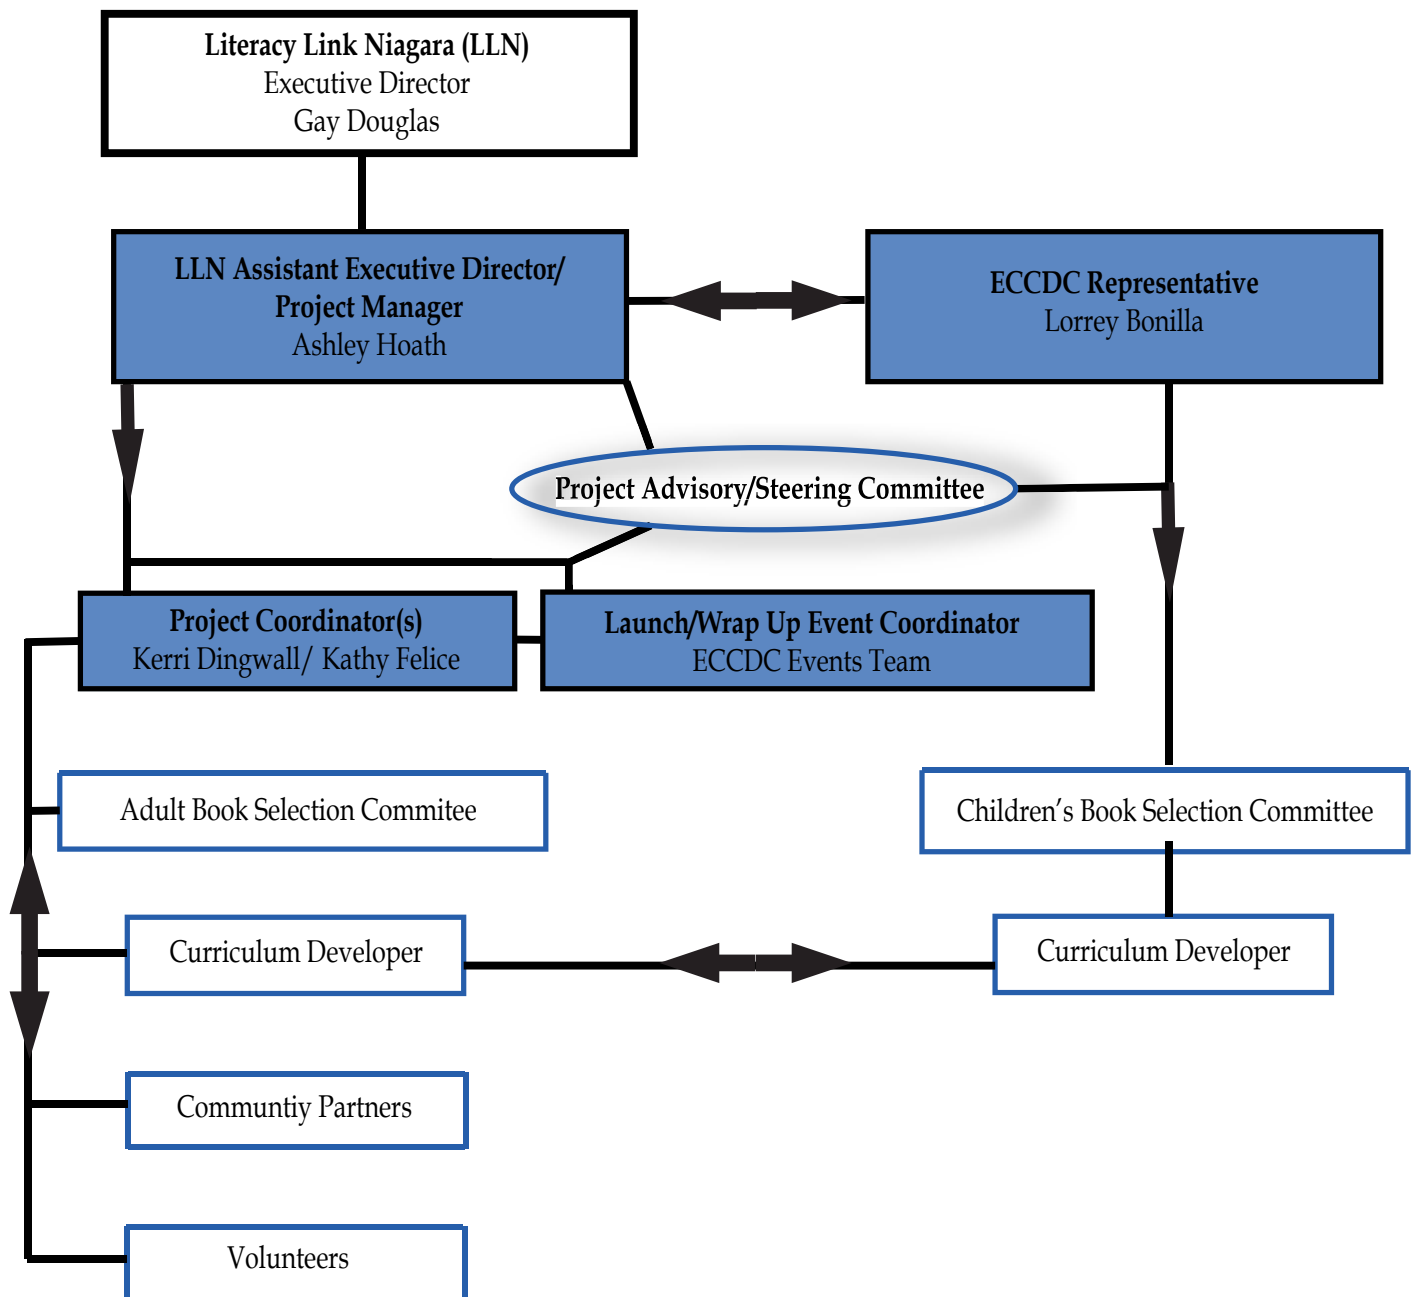 Literacy Link Niagara (LLN)
Executive Director
Gay Douglas
LLN Assistant Executive Director/
Project Manager
Ashley Hoath
ECCDC Representative
Lorrey Bonilla
Project Advisory/Steering Committee
Project Coordinator(s)
Kerri Dingwall/ Kathy Felice
Launch/Wrap Up Event Coordinator
ECCDC Events Team
Adult Book Selection Commitee
Children’s Book Selection Committee
Curriculum Developer
Curriculum Developer
Communtiy Partners
Volunteers